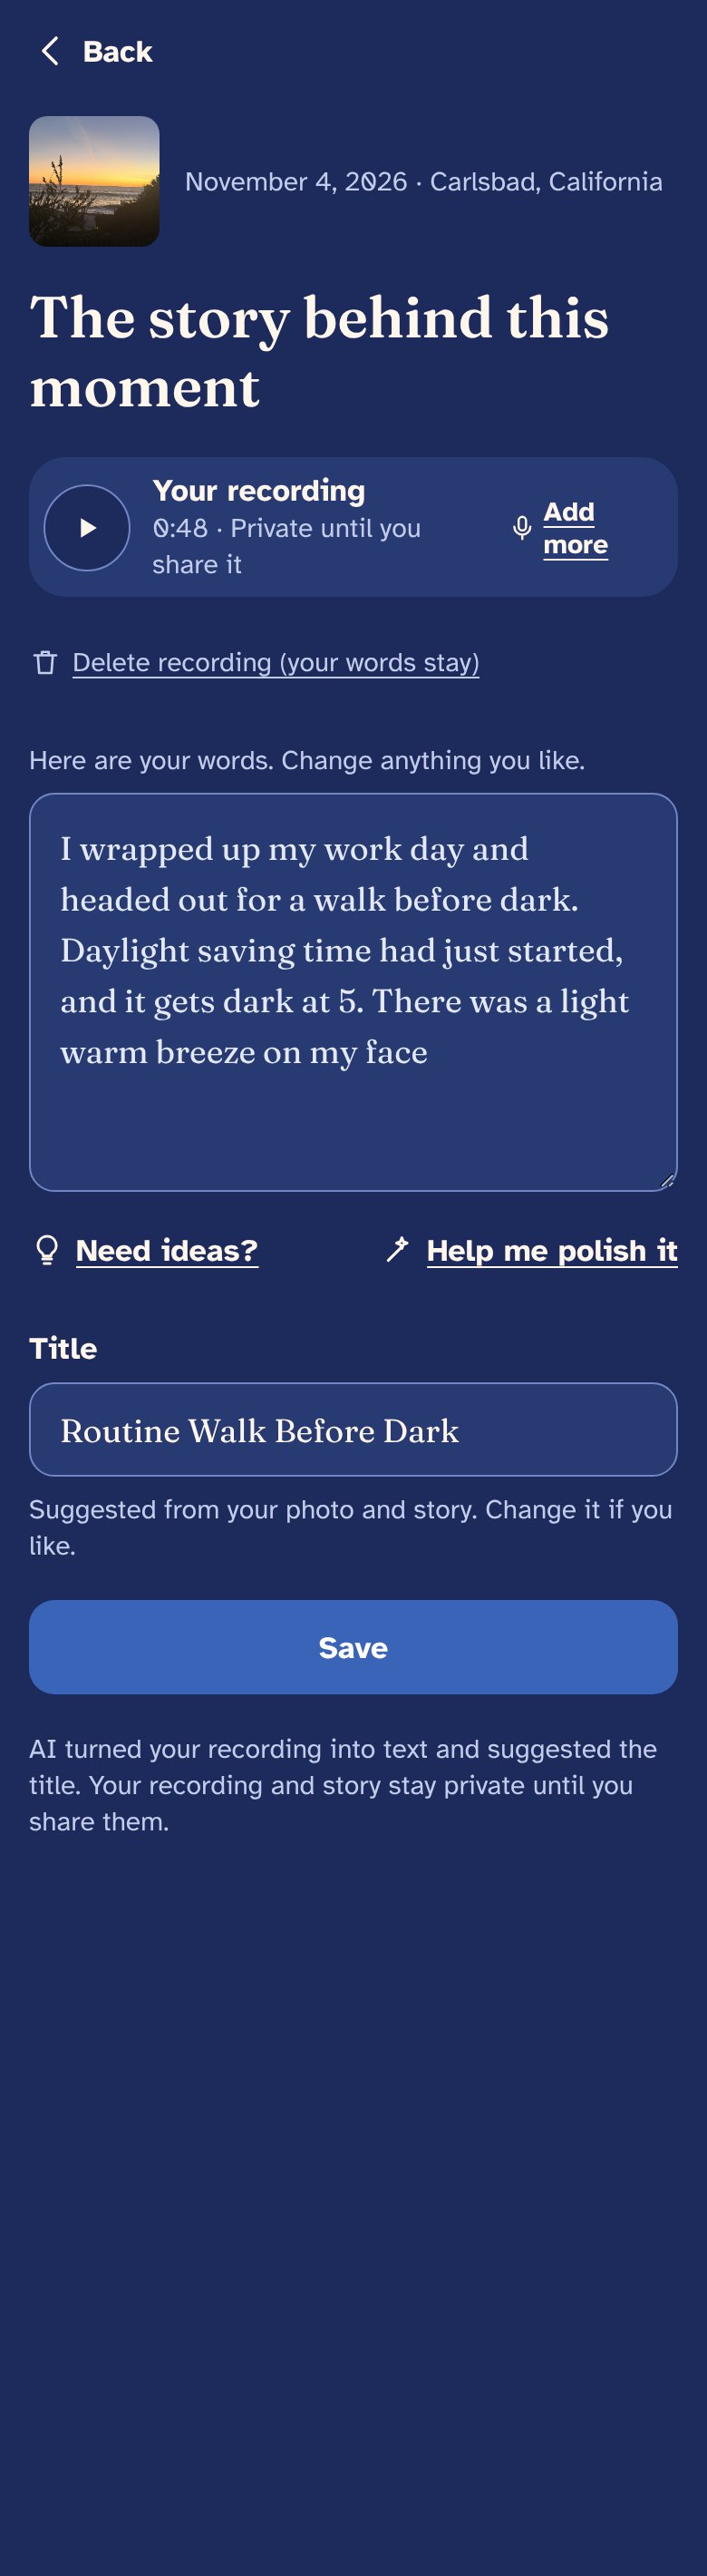 Back
November 4, 2026 · Carlsbad, California
The story behind this
moment
Your recording
0:48 · Private until you
share it
Add
more
Delete recording (your words stay)
Here are your words. Change anything you like.
I wrapped up my work day and
headed out for a walk before dark.
Daylight saving time had just started,
and it gets dark at 5. There was a light
warm breeze on my face
Need ideas?
Help me polish it
Title
Routine Walk Before Dark
Suggested from your photo and story. Change it if you
like.
Save
AI turned your recording into text and suggested the
title. Your recording and story stay private until you
share them.